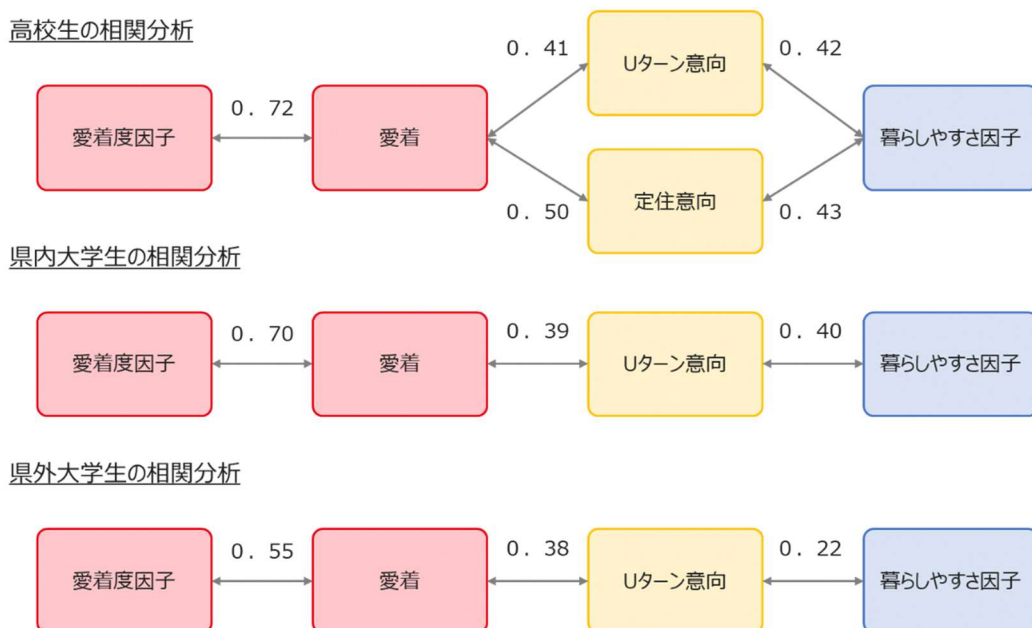 高校生の相関分析
0．41
Uターン意向
0．42
愛着度因子
0．72
愛着
暮らしやすさ因子
0．50
定住意向
0．43
県内大学生の相関分析
愛着度因子
0．70
愛着
0．39
Uターン意向
0．40
暮らしやすさ因子
県外大学生の相関分析
愛着度因子
0．55
愛着
0．38
Uターン意向
0．22
暮らしやすさ因子